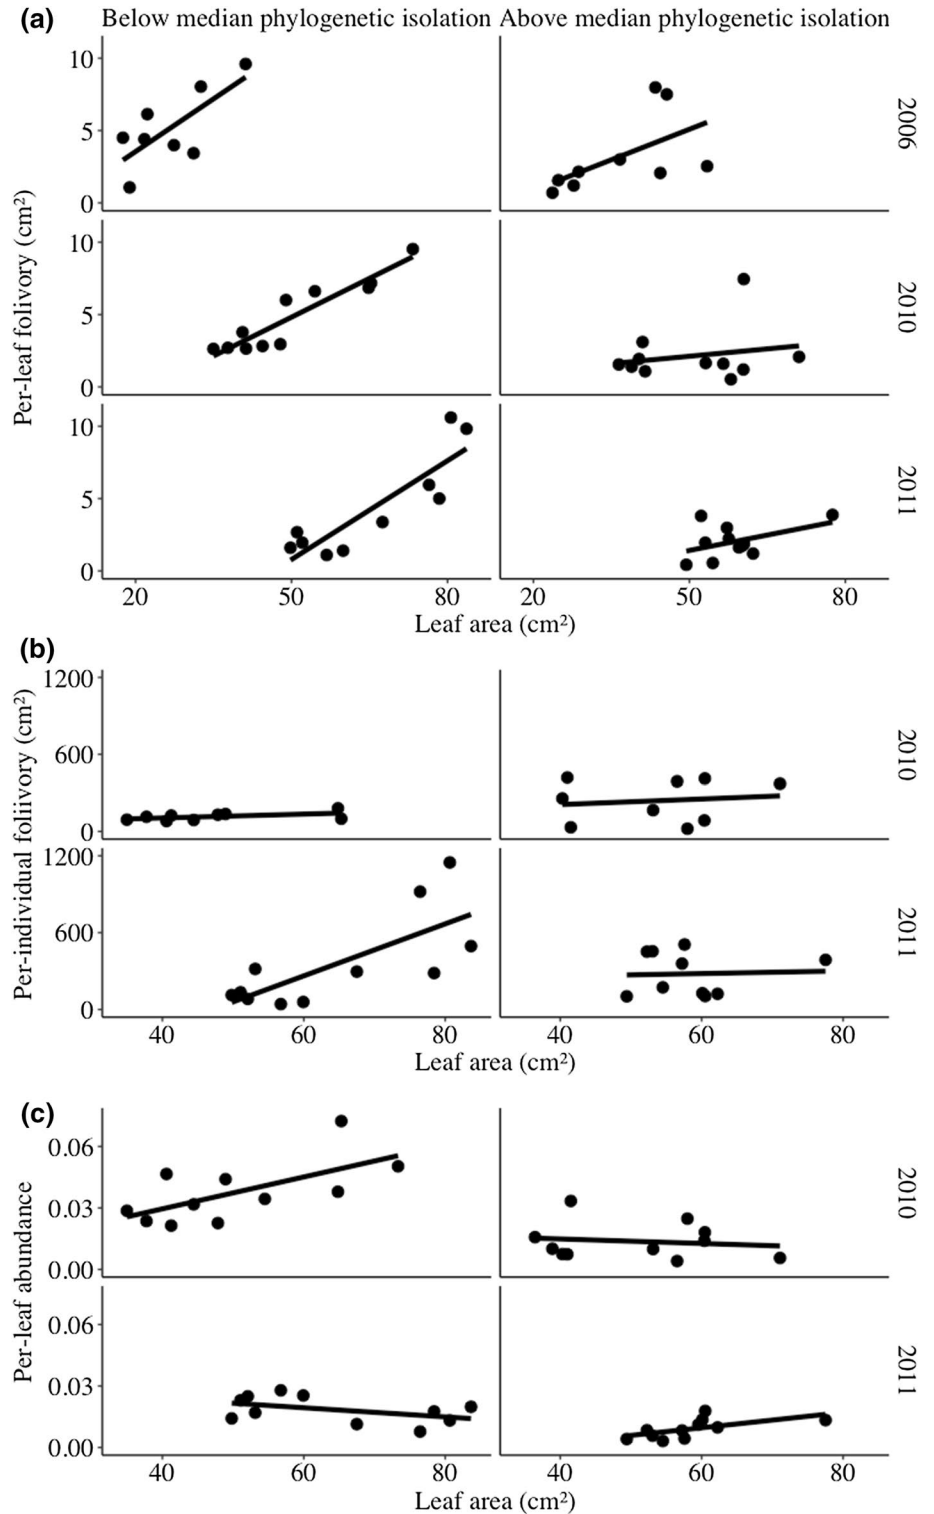 (a) Below median phylogenetic isolation Above median phylogenetic isolation
10
5
0
2006
10
5
0
2010
10
5
0
2011
Per-leaf folivory (cm²)
20 50 80 20 50 80
Leaf area (cm²)
(b)
1200
600
0
2010
1200
600
0
2011
Per-individual foliivory (cm²)
40 60 80 40 60 80
Leaf area (cm²)
(c)
0.06
0.03
0.00
2010
0.06
0.03
0.00
2011
Per-leaf abundance
40 60 80 40 60 80
Leaf area (cm²)